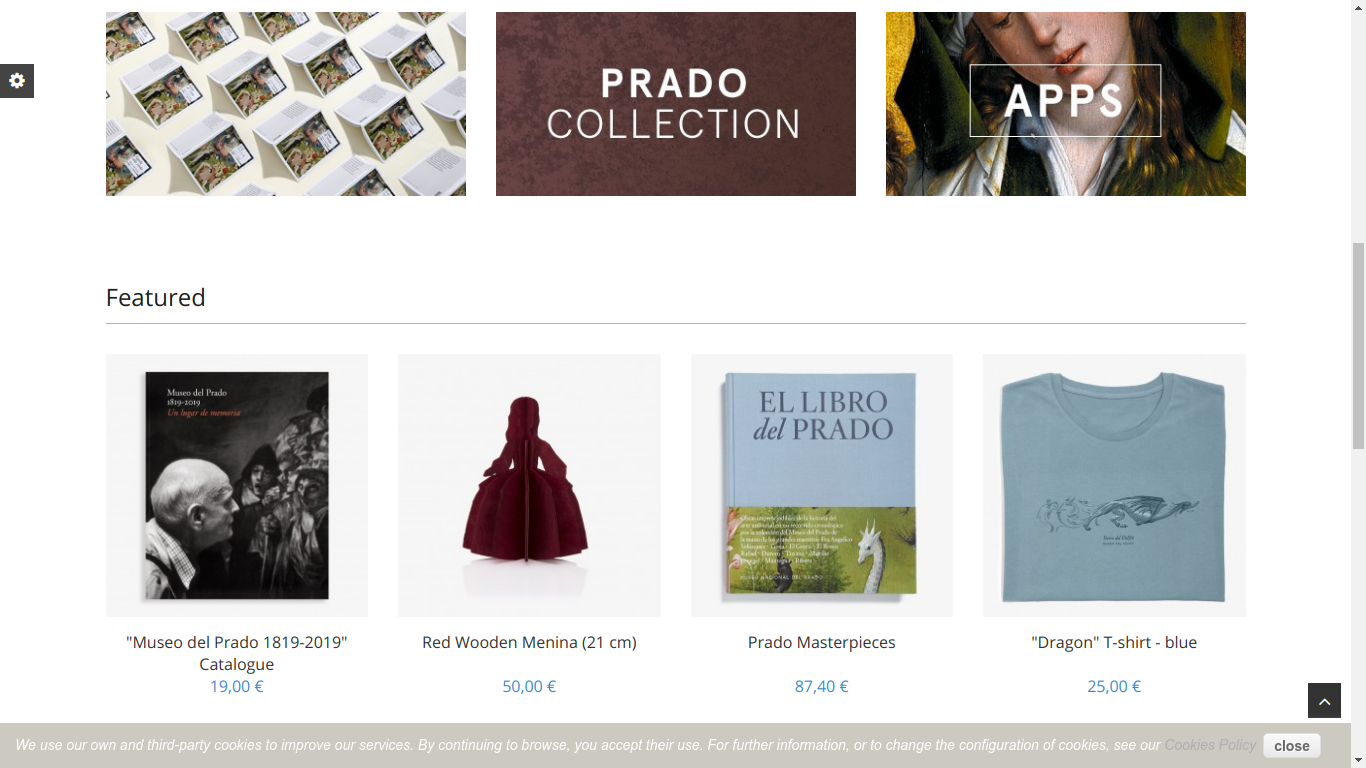 PRADO
COLLECTION
APPS
Featured
Museo del Prado
1819-2019
Un lugar de memoria
EL LIBRO
del PRADO
MUSEO NACIONAL DEL PRADO
"Museo del Prado 1819-2019"
Catalogue
19,00 €
Red Wooden Menina (21 cm)
50,00 €
Prado Masterpieces
87,40 €
"Dragon" T-shirt - blue
25,00 €
We use our own and third-party cookies to improve our services. By continuing to browse, you accept their use. For further information, or to change the configuration of cookies, see our Cookies Policy close